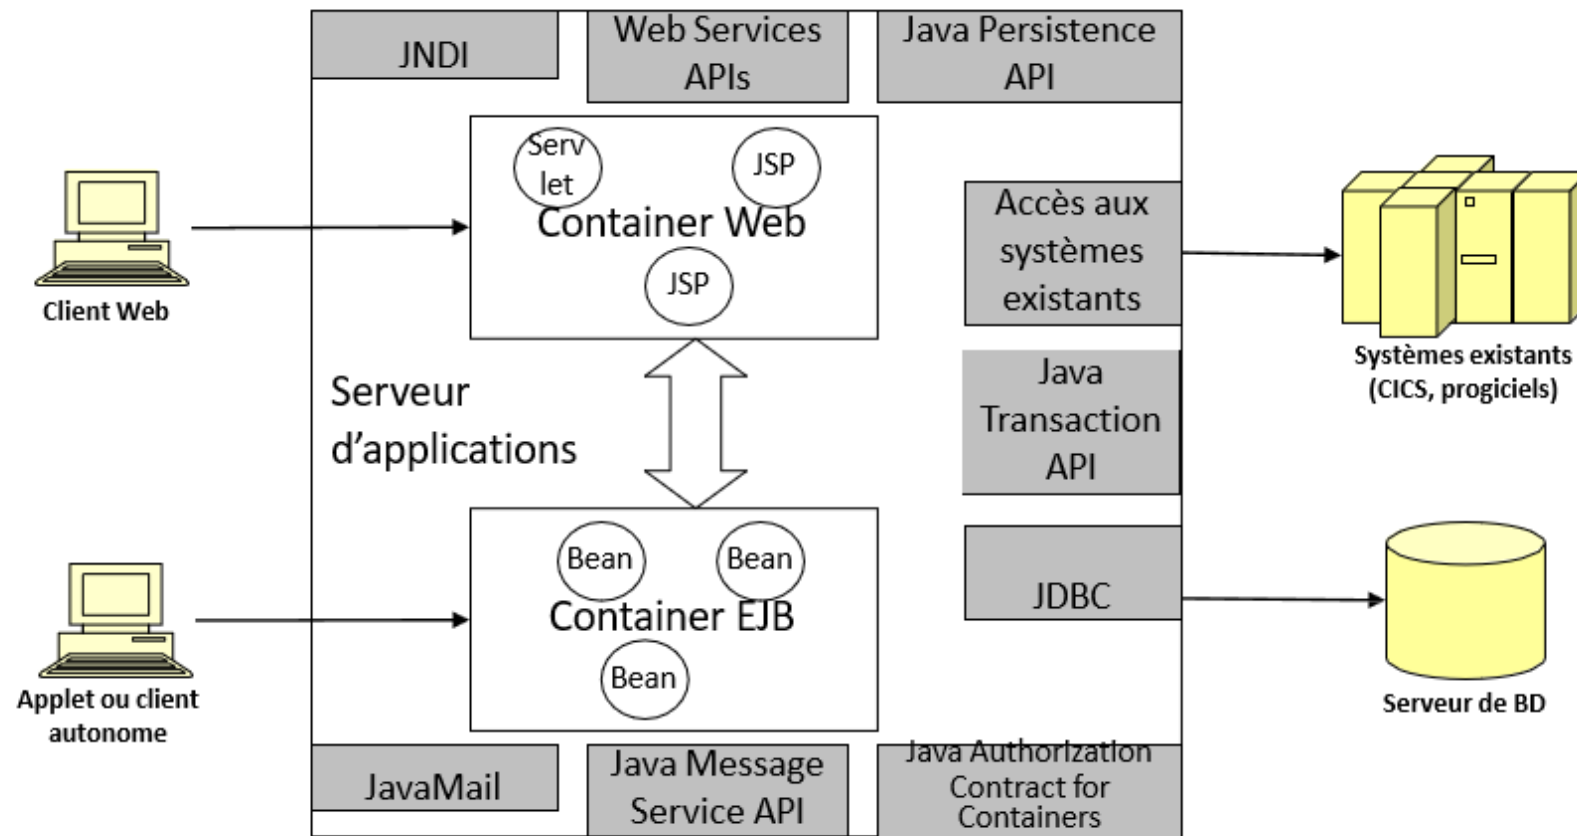 JNDI
Web Services
APIs
Java Persistence
API
Serv
let
JSP
Container Web
JSP
Client Web
Accès aux
systèmes
existants
Systèmes existants
(CICS, progiciels)
Serveur
d’applications
Java
Transaction
API
Bean
Bean
Container EJB
Bean
Applet ou client
autonome
JDBC
Serveur de BD
JavaMail
Java Message
Service API
Java Authorization
Contract for
Containers